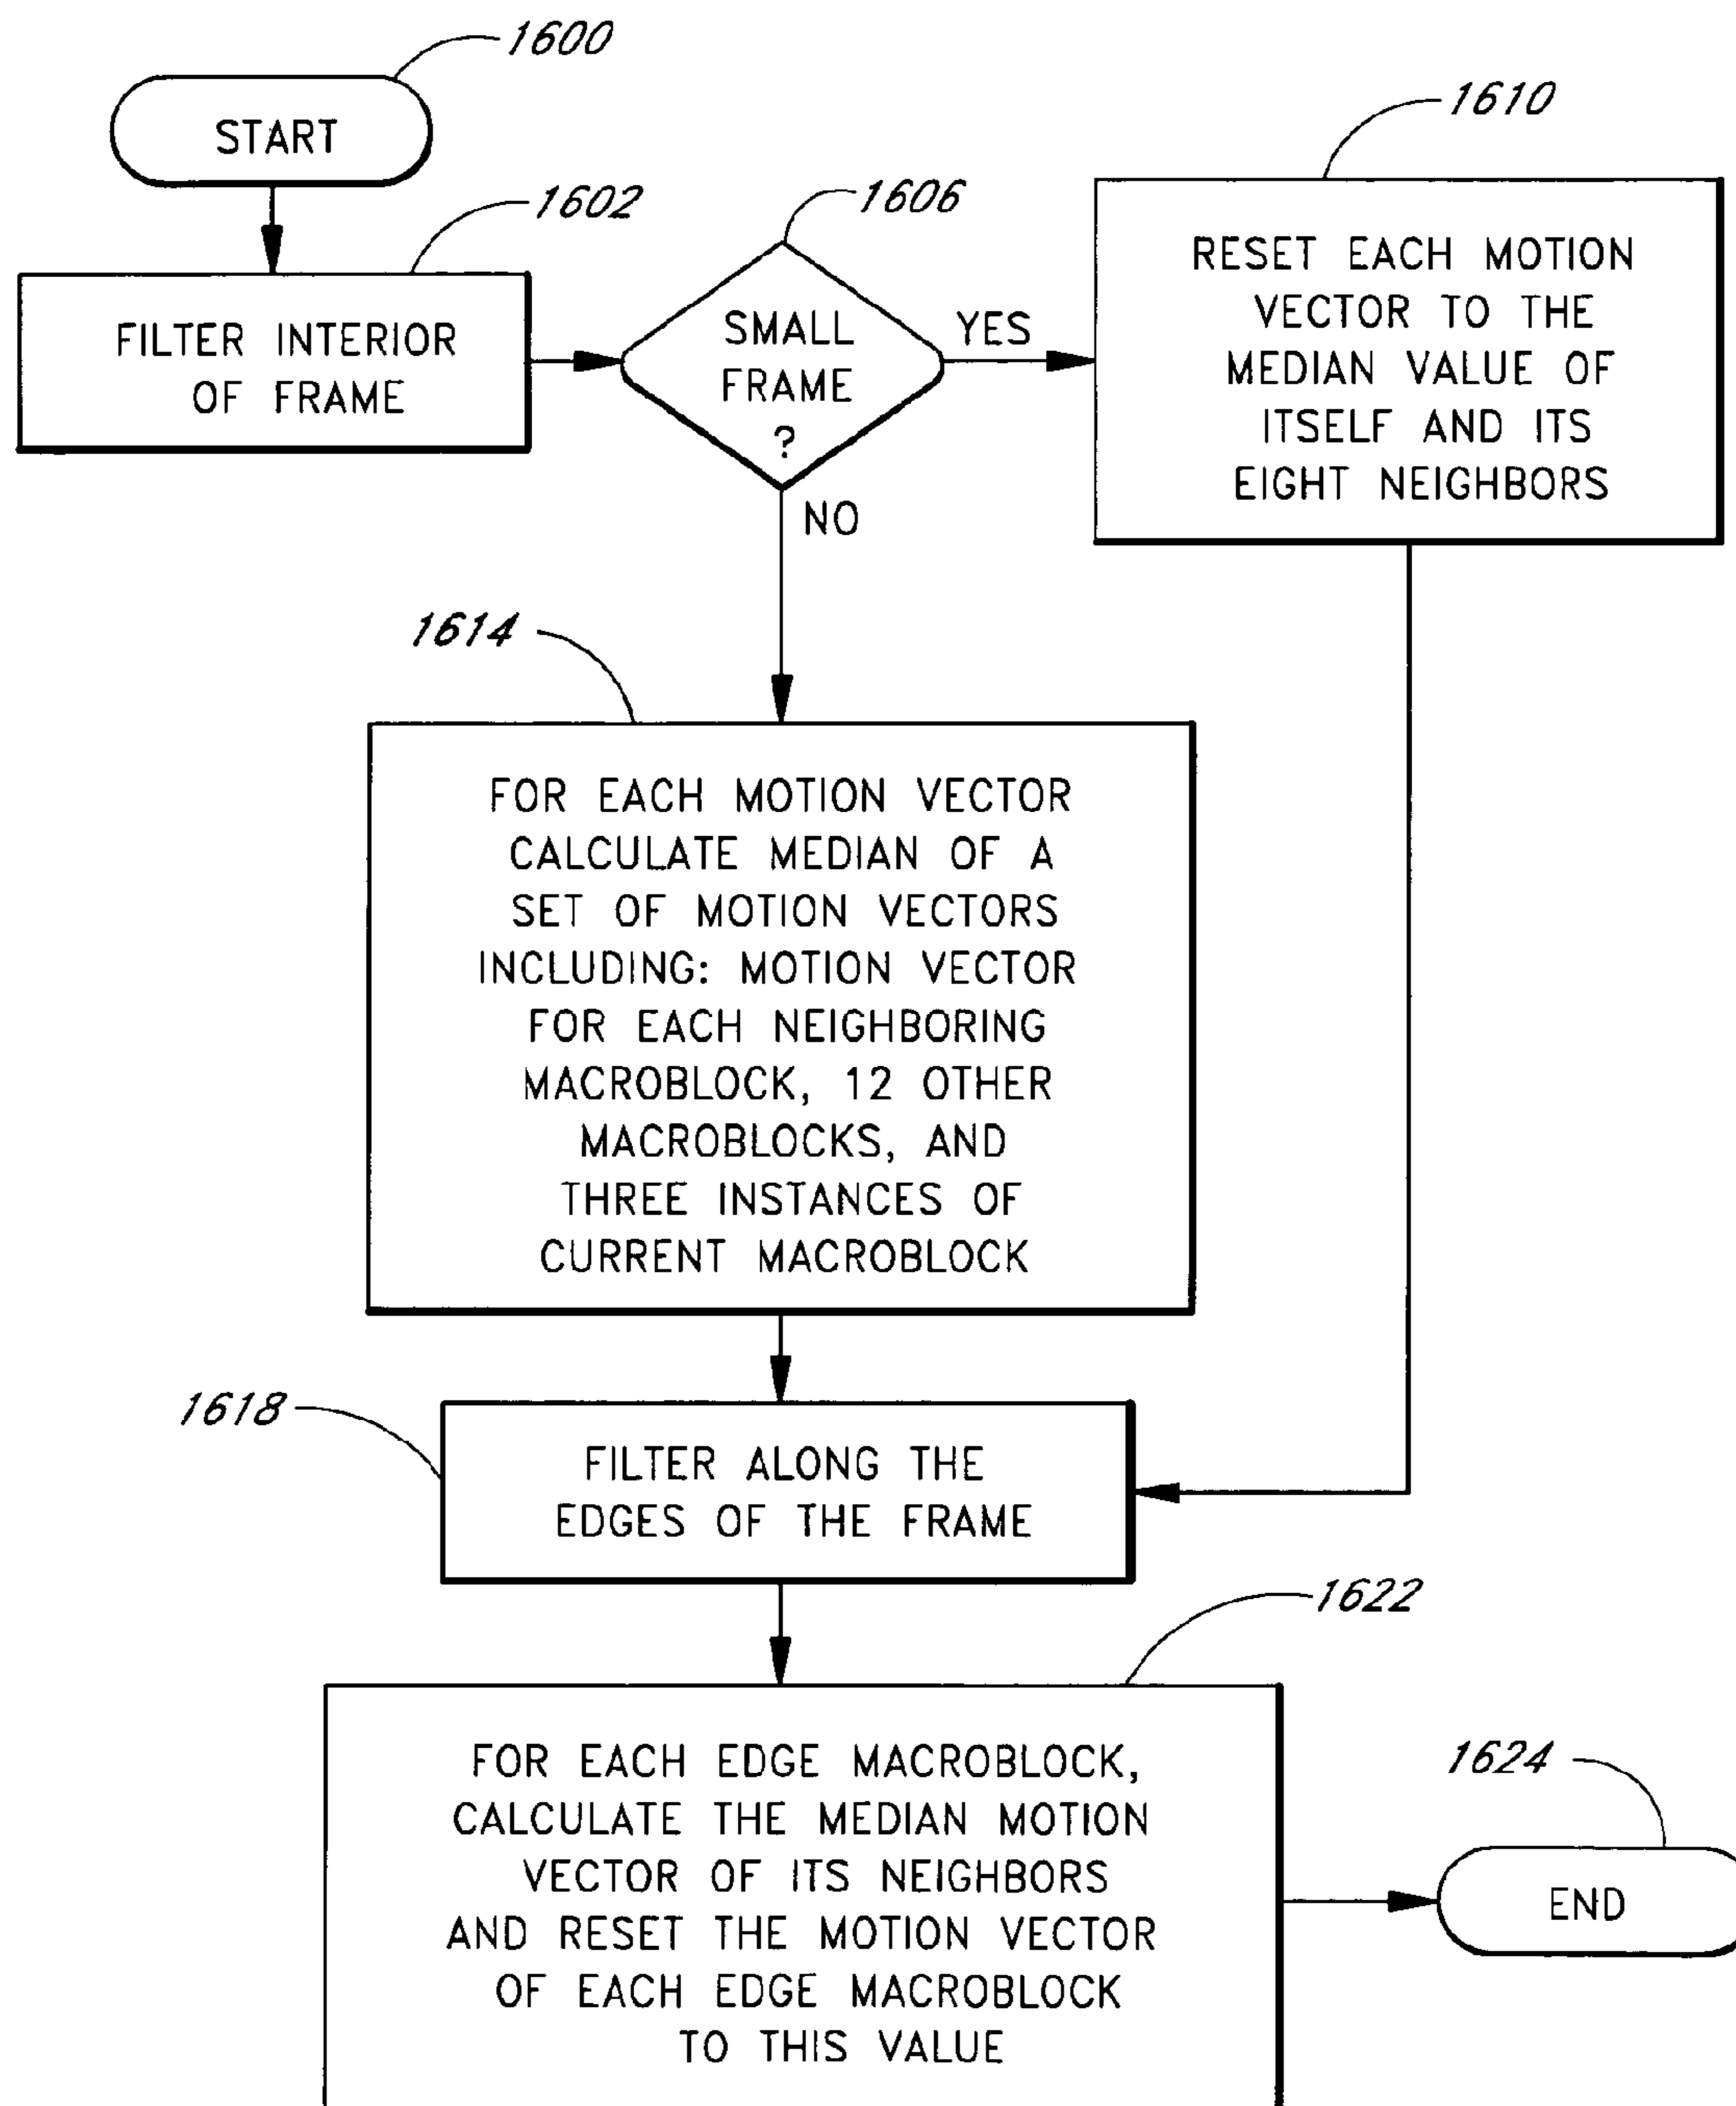 1600
START
1602
FILTER INTERIOR
OF FRAME
1606
SMALL
FRAME
?
YES
NO
1610
RESET EACH MOTION
VECTOR TO THE
MEDIAN VALUE OF
ITSELF AND ITS
EIGHT NEIGHBORS
1614
FOR EACH MOTION VECTOR
CALCULATE MEDIAN OF A
SET OF MOTION VECTORS
INCLUDING: MOTION VECTOR
FOR EACH NEIGHBORING
MACROBLOCK, 12 OTHER
MACROBLOCKS, AND
THREE INSTANCES OF
CURRENT MACROBLOCK
1618
FILTER ALONG THE
EDGES OF THE FRAME
1622
FOR EACH EDGE MACROBLOCK,
CALCULATE THE MEDIAN MOTION
VECTOR OF ITS NEIGHBORS
AND RESET THE MOTION VECTOR
OF EACH EDGE MACROBLOCK
TO THIS VALUE
1624
END